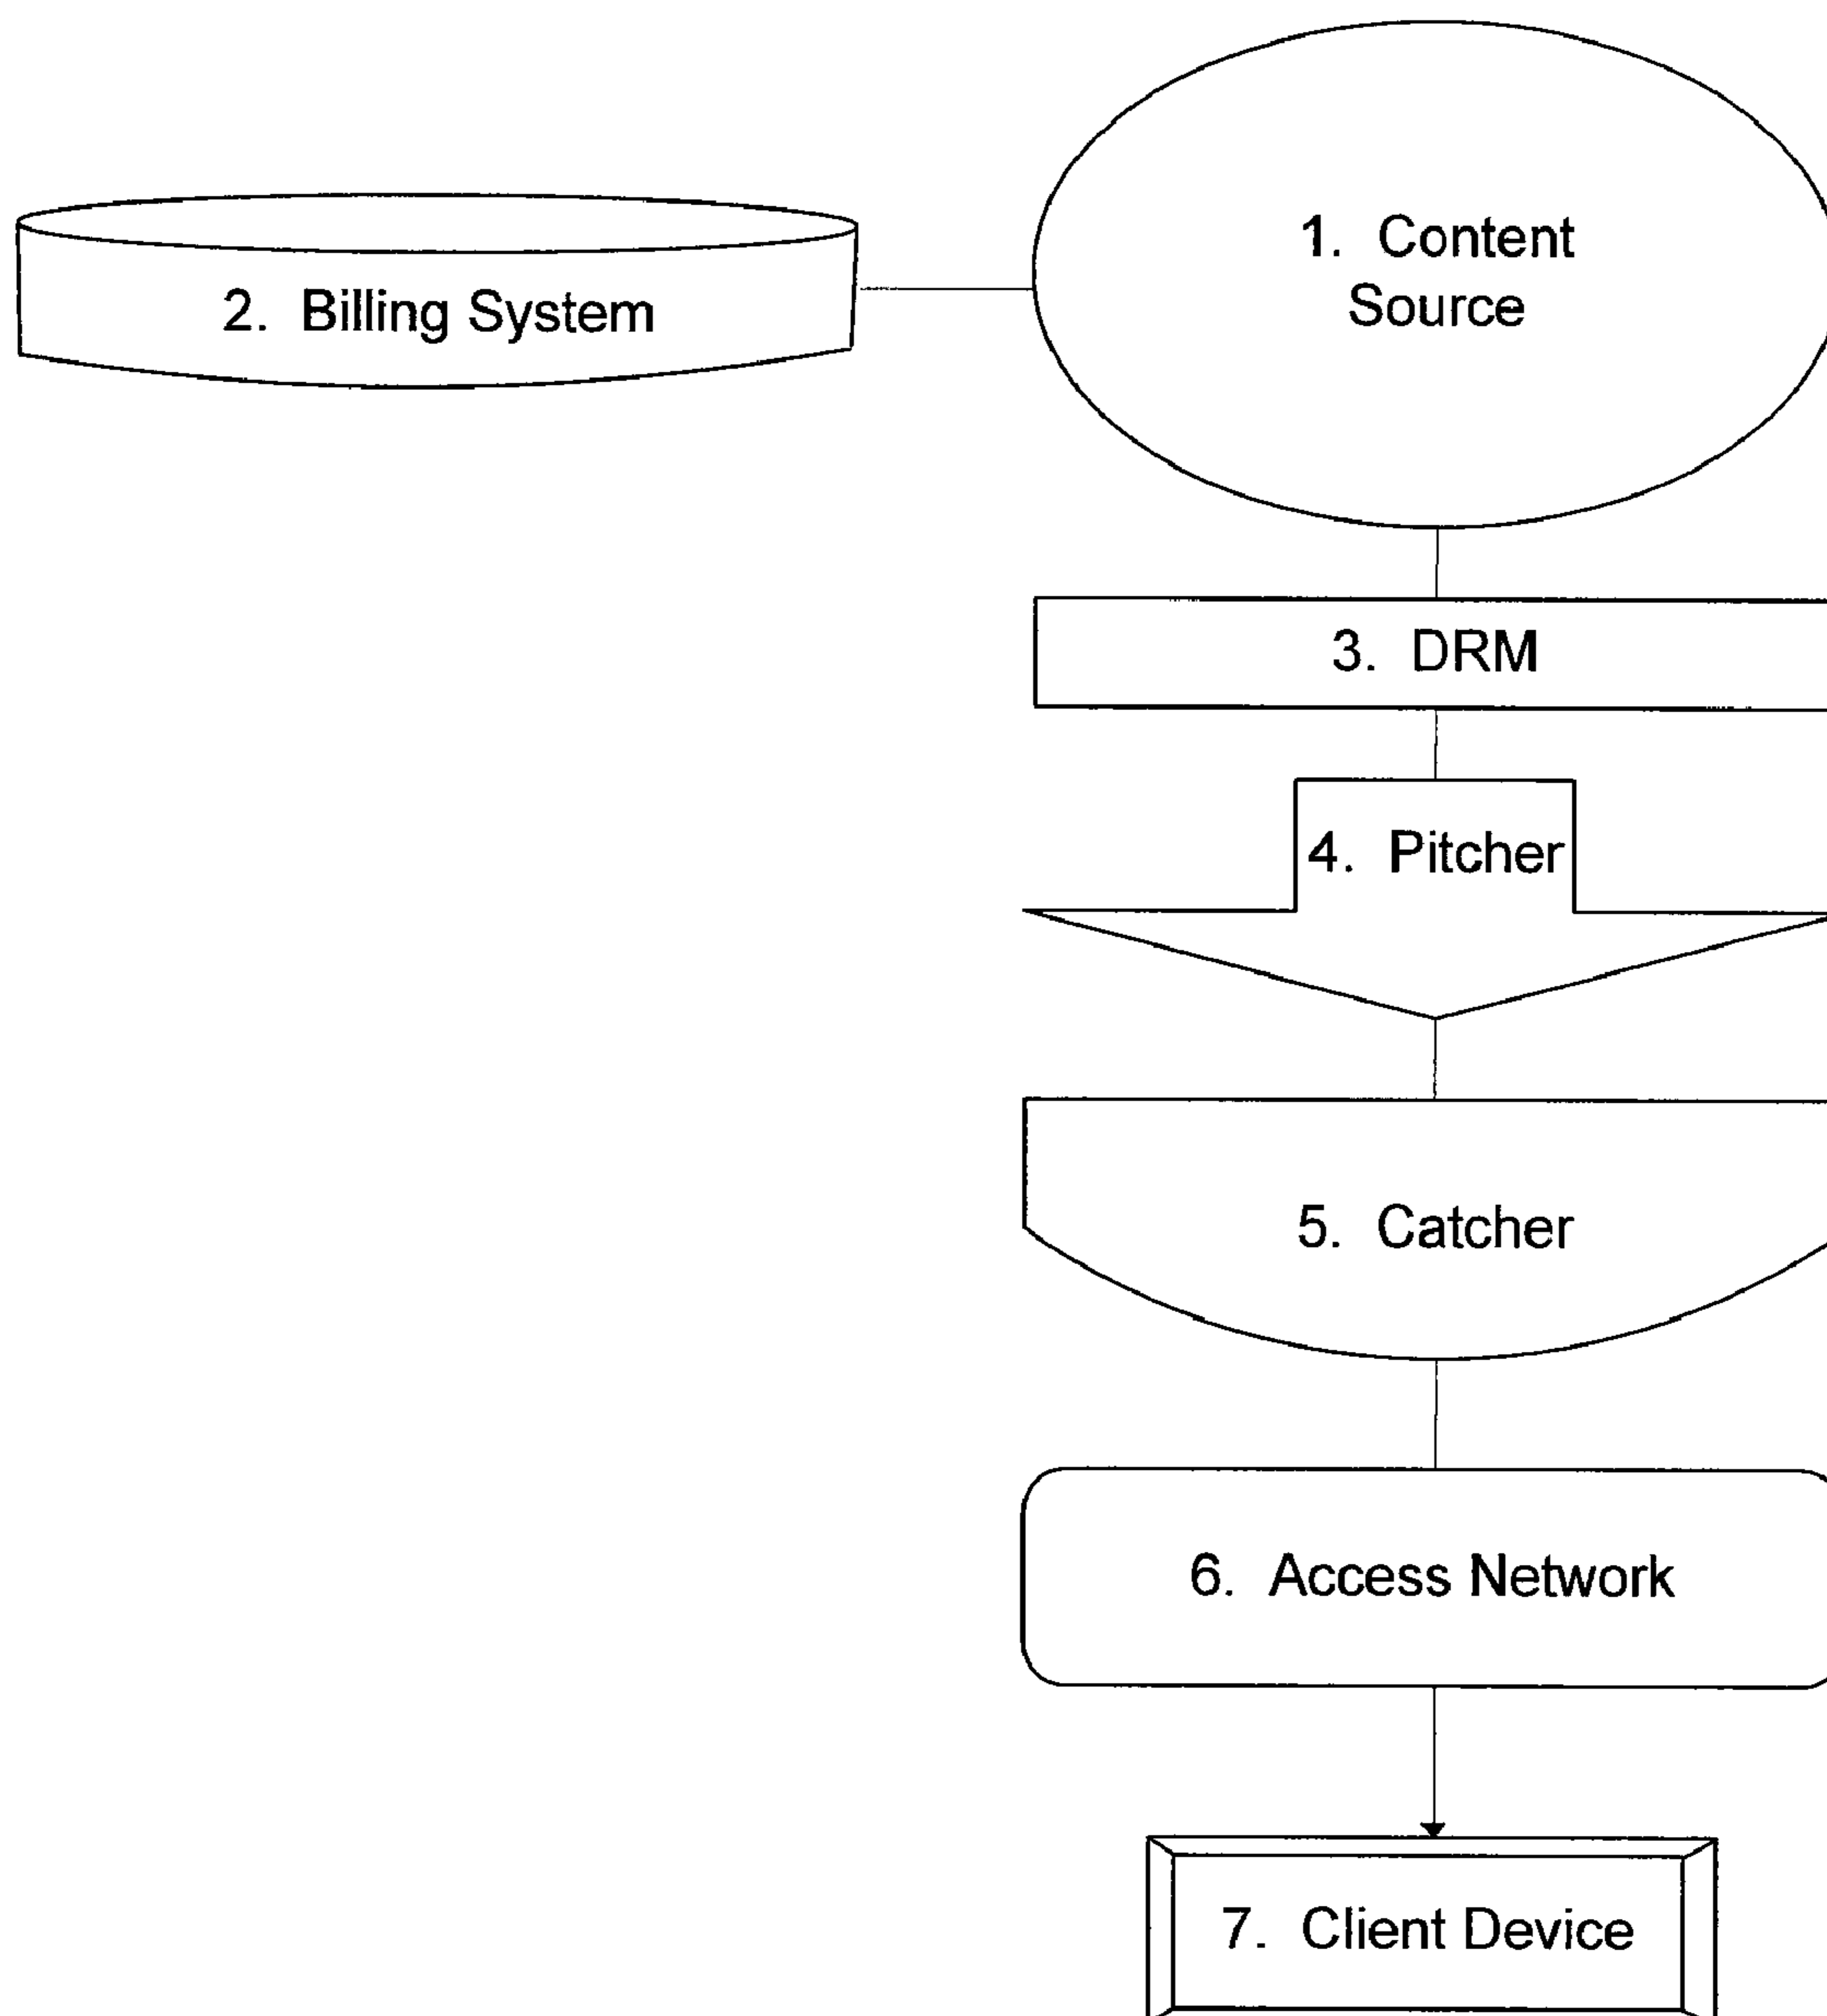 1. Content
Source
2. Billing System
3. DRM
4. Pitcher
5. Catcher
6. Access Network
7. Client Device